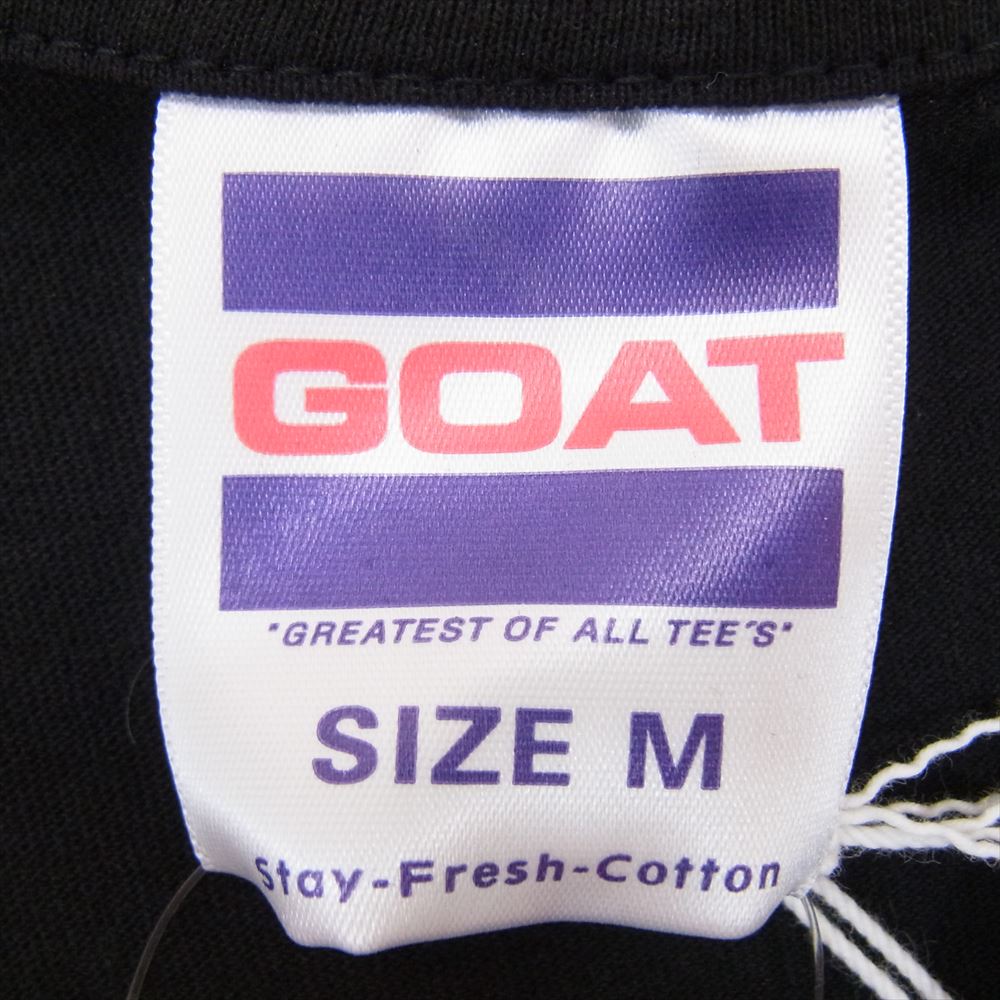 GOAT
"GREATEST OF ALL TEE'S"
SIZE M
Stay-Fresh-Cotton